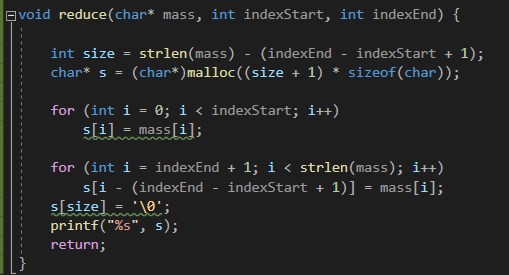 void reduce(char* mass, int indexStart, int indexEnd) {
int size = strlen(mass) - (indexEnd - indexStart + 1);
char* s = (char*)malloc((size + 1) * sizeof(char));
for (int i = 0; i < indexStart; i++)
s[i] = mass[i];
for (int i = indexEnd + 1; i < strlen(mass); i++)
s[i - (indexEnd - indexStart + 1)] = mass[i];
s[size] = '\0';
printf("%s", s);
return;
}